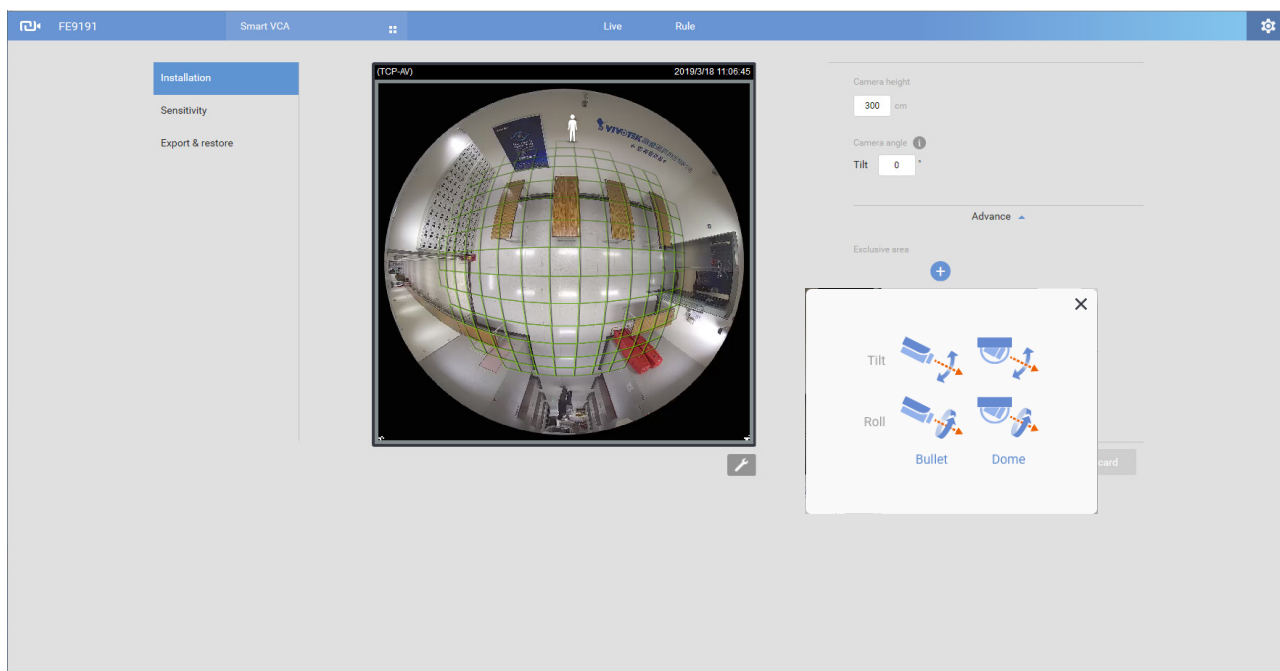 FE9191
Smart VCA
Live
Rule
Installation
Sensitivity
Export & restore
(TCP-AV)
2019/3/18 11:06:45
VIVOTEK
Camera height
300 cm
Camera angle i
Tilt 0 °
Advance
Exclusive area
Tilt
Roll
Bullet Dome
card